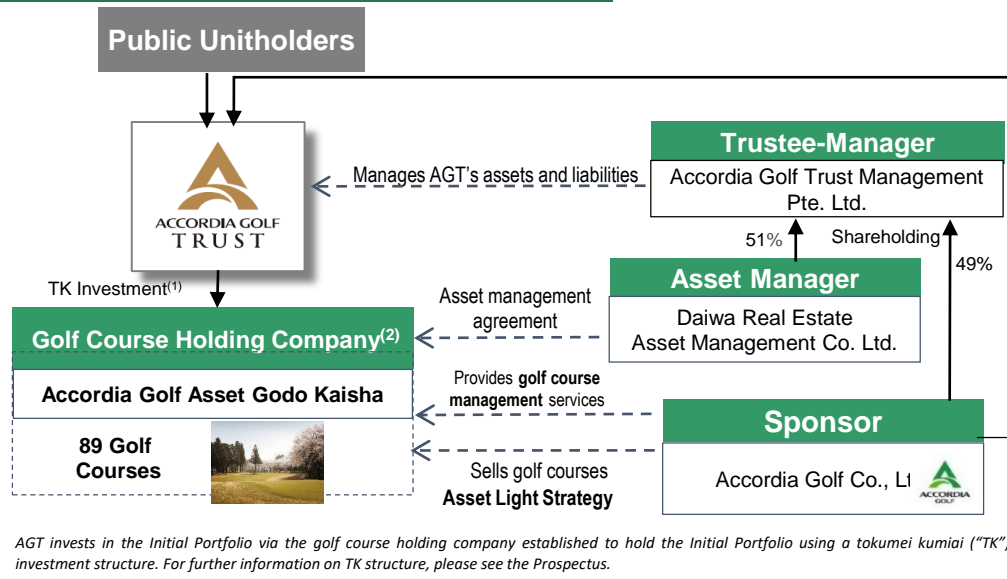 Public Unitholders
ACCORDIA GOLF
TRUST
Manages AGT's assets and liabilities
Trustee-Manager
Accordia Golf Trust Management
Pte. Ltd.
51%
Shareholding
49%
TK Investment(1)
Asset management
agreement
Asset Manager
Daiwa Real Estate
Asset Management Co. Ltd.
Golf Course Holding Company(2)
Accordia Golf Asset Godo Kaisha
89 Golf
Courses
Provides golf course
management services
Sells golf courses
Asset Light Strategy
Sponsor
Accordia Golf Co., Lt
ACCORDIA
GOLF
AGT invests in the Initial Portfolio via the golf course holding company established to hold the Initial Portfolio using a tokumei kumiai (“TK”)
investment structure. For further information on TK structure, please see the Prospectus.